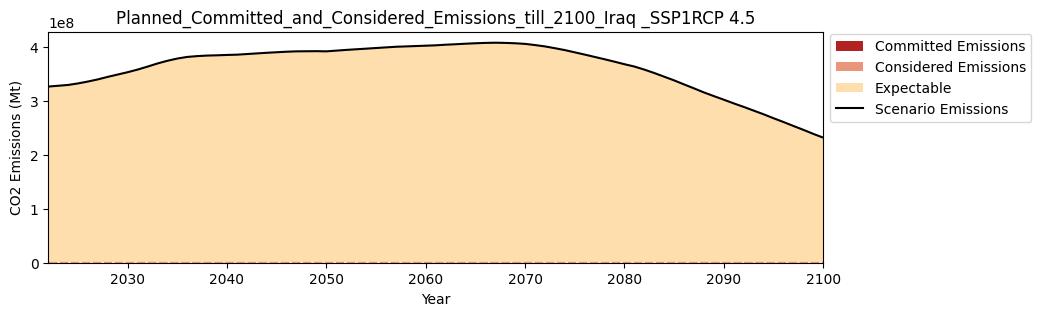 Planned_Committed_and_Considered_Emissions_till_2100_Iraq _SSP1RCP 4.5
1e8
4
3
2
1
0
CO2 Emissions (Mt)
2030
2040
2050
2060
2070
2080
2090
2100
Year
Committed Emissions
Considered Emissions
Expectable
Scenario Emissions